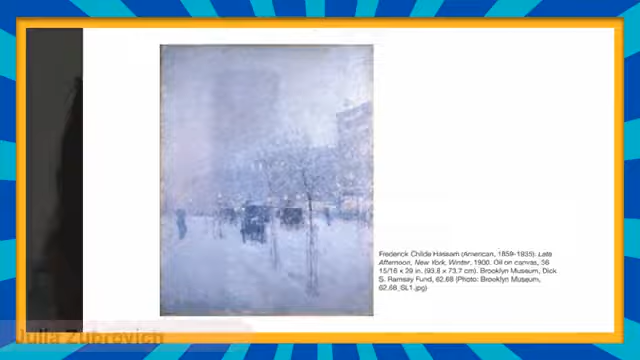 Frederick Childe Hassam (American, 1859-1935). Late
Afternoon, New York, Winter, 1900. Oil on canvas, 36
15/16 x 29 in. (93.8 x 73.7 cm). Brooklyn Museum, Dick
S. Ramsay Fund, 62.68 (Photo: Brooklyn Museum,
62.68_SL1.jpg)
Julia Zubrovich